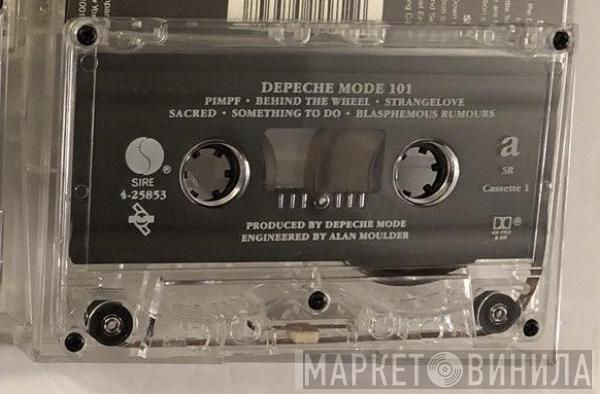 DEPECHE MODE 101
PIMPF • BEHIND THE WHEEL • STRANGELOVE
SACRED • SOMETHING TO DO • BLASPHEMOUS RUMOURS
a
SR
Cassette 1
SIRE ®
4-25853
PRODUCED BY DEPECHE MODE
ENGINEERED BY ALAN MOULDER
МАРКЕТ ВИНИЛА